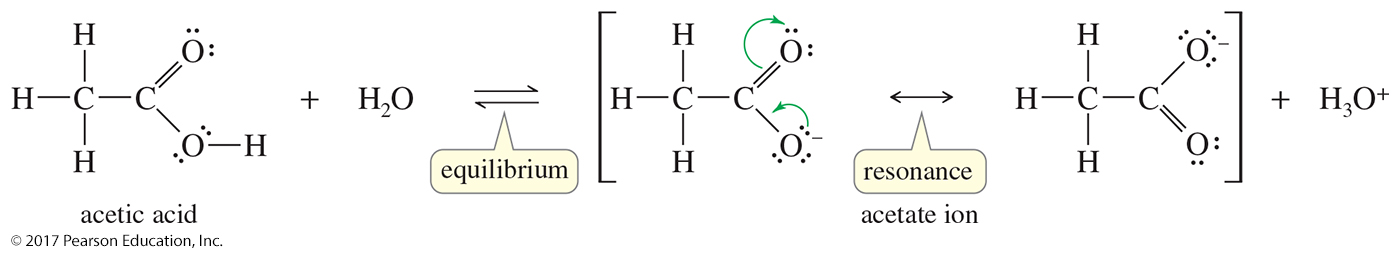 H H H
O O O −
H—C—C + H₂O H—C—C H—C—C + H₃O⁺
O—H O − O
H H H
equilibrium resonance
acetic acid acetate ion
© 2017 Pearson Education, Inc.